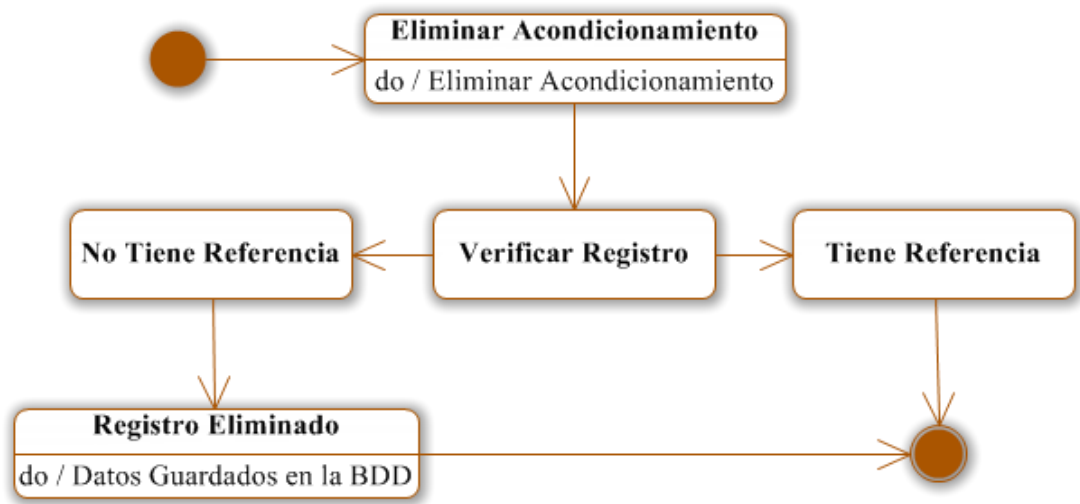 Eliminar Acondicionamiento
do / Eliminar Acondicionamiento
No Tiene Referencia
Verificar Registro
Tiene Referencia
Registro Eliminado
do / Datos Guardados en la BDD